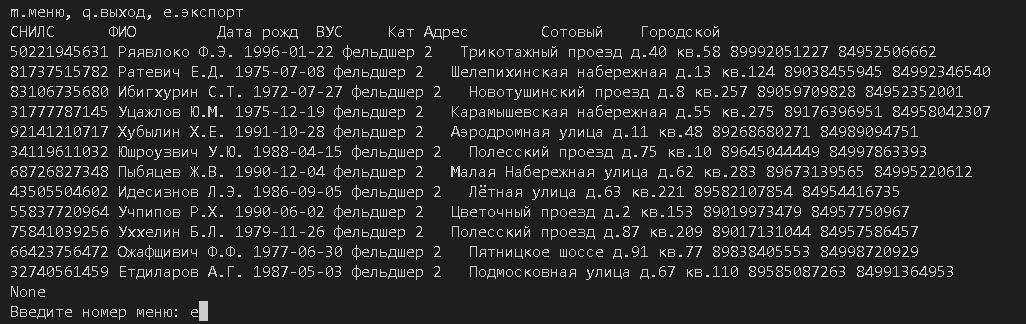 m.меню, q.выход, e.экспорт
СНИЛС ФИО Дата рожд ВУС Кат Адрес Сотовый Городской
50221945631 Ряявлоко Ф.Э. 1996-01-22 фельдшер 2 Трикотажный проезд д.40 кв.58 89992051227 84952506662
81737515782 Ратевич Е.Д. 1975-07-08 фельдшер 2 Шелепихинская набережная д.13 кв.124 89038455945 84992346540
83106735680 Ибигхурин С.Т. 1972-07-27 фельдшер 2 Новотушинский проезд д.8 кв.257 89059709828 84952352001
31777787145 Уцажлов Ю.М. 1975-12-19 фельдшер 2 Карамышевская набережная д.55 кв.275 89176396951 84958042307
92141210717 Хубылин Х.Е. 1991-10-28 фельдшер 2 Аэродромная улица д.11 кв.48 89268680271 84989094751
34119611032 Юшроузвич У.Ю. 1988-04-15 фельдшер 2 Полесский проезд д.75 кв.10 89645044449 84997863393
68726827348 Пыбяцев Ж.В. 1990-12-04 фельдшер 2 Малая Набережная улица д.62 кв.283 89673139565 84995220612
43505504602 Идесизнов Л.Э. 1986-09-05 фельдшер 2 Лётная улица д.63 кв.221 89582107854 84954416735
55837720964 Учпипов Р.Х. 1990-06-02 фельдшер 2 Цветочный проезд д.2 кв.153 89019973479 84957750967
75841039256 Уххелин Б.Л. 1979-11-26 фельдшер 2 Полесский проезд д.87 кв.209 89017131044 84957586457
66423756472 Ожафщивич Ф.Ф. 1977-06-30 фельдшер 2 Пятницкое шоссе д.91 кв.77 89838405553 84998720929
32740561459 Етдиларов А.Г. 1987-05-03 фельдшер 2 Подмосковная улица д.67 кв.110 89585087263 84991364953
None
Введите номер меню: e